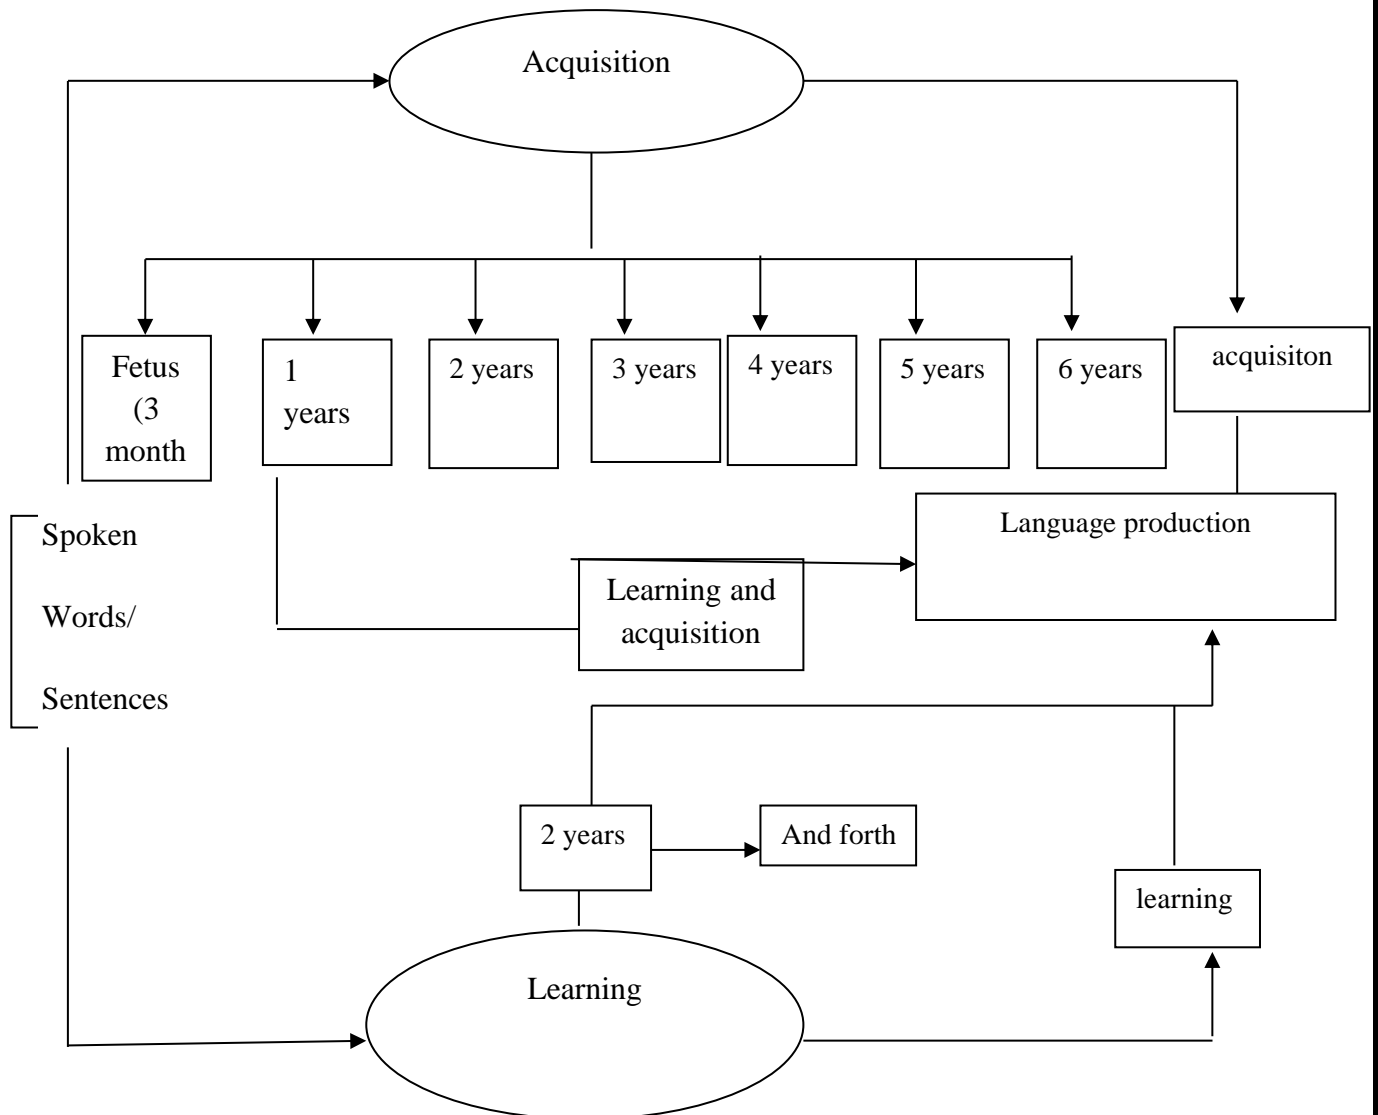 Acquisition
Fetus
(3
month
1
years
2 years
3 years
4 years
5 years
6 years
acquisiton
Spoken
Words/
Sentences
Language production
Learning and
acquisition
2 years
And forth
learning
Learning